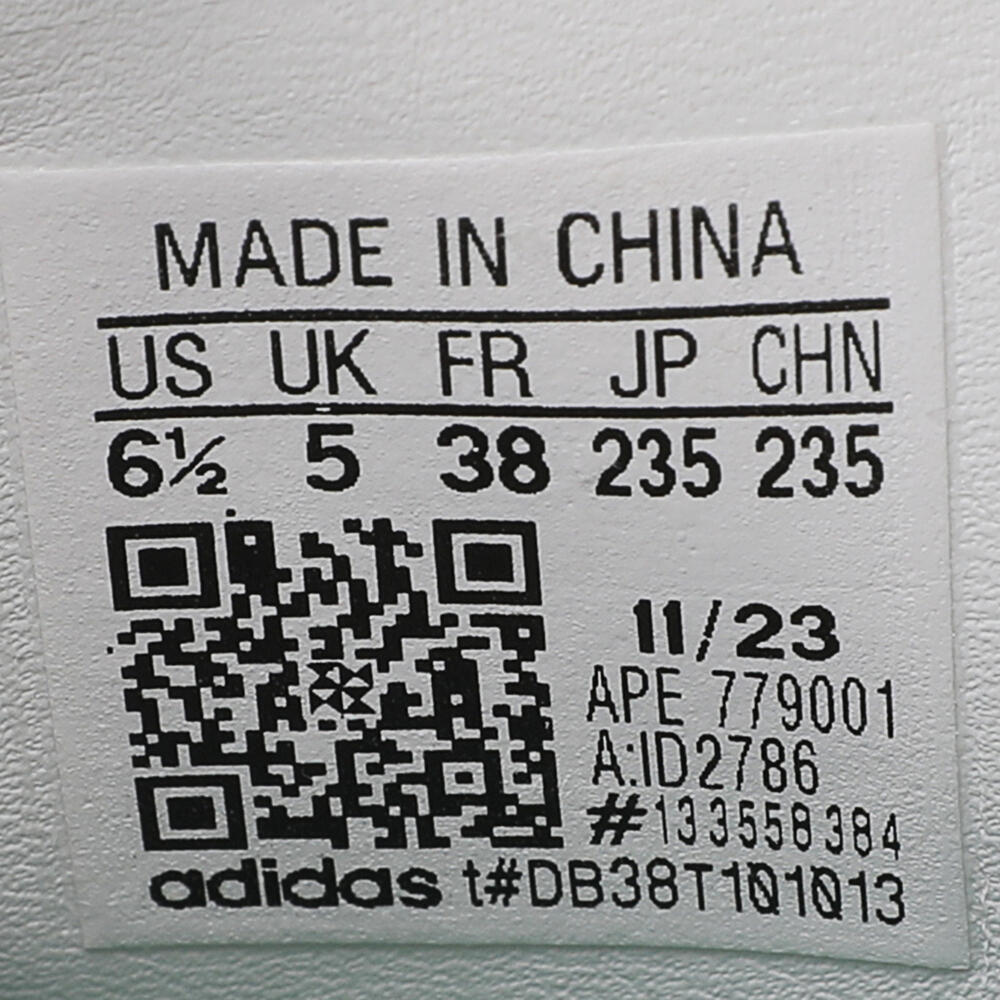 MADE IN CHINA
US UK FR JP CHN
6½ 5 38 235 235
11/23
APE 779001
A:ID2786
#133558384
adidas t#DB38T101013